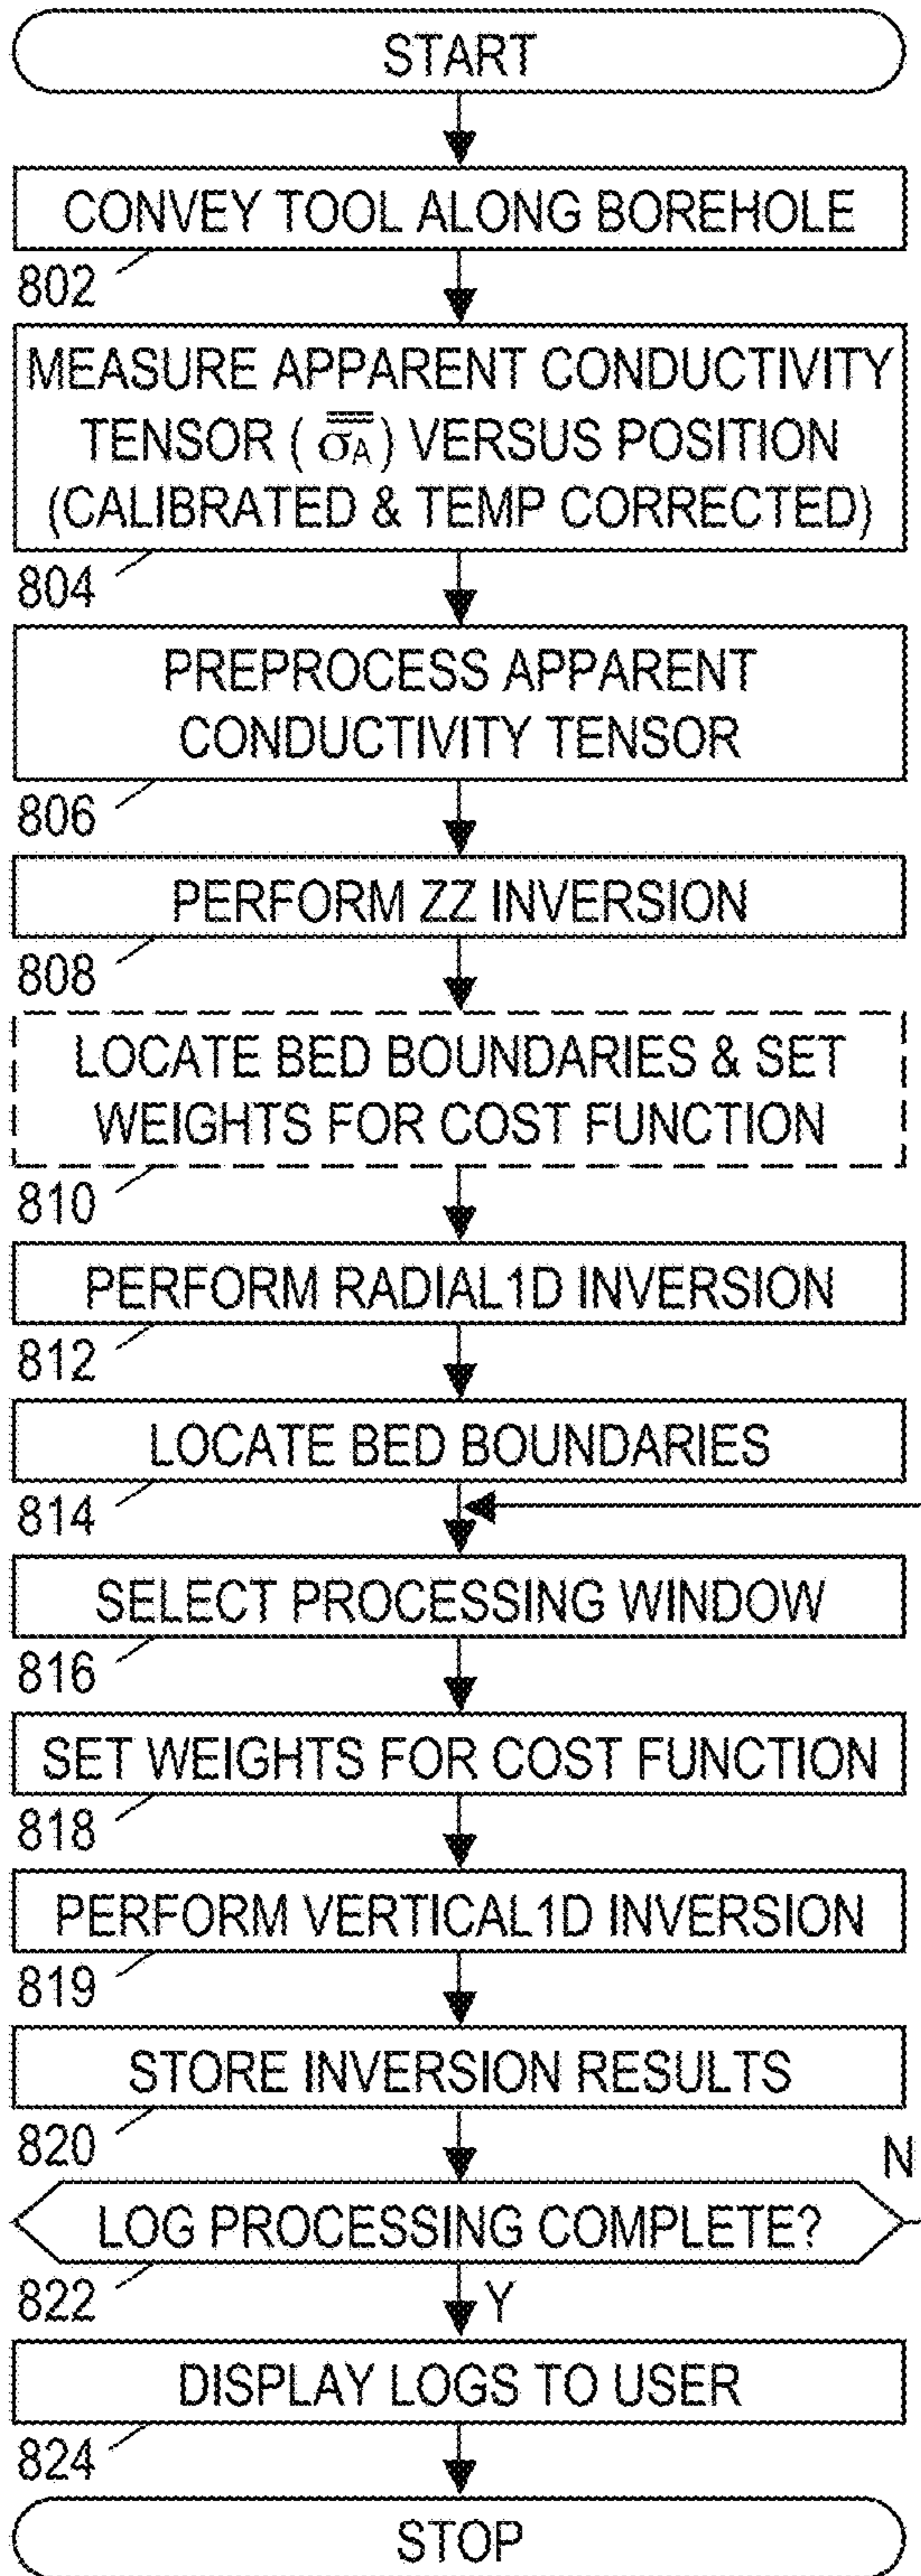 START
CONVEY TOOL ALONG BOREHOLE
802
MEASURE APPARENT CONDUCTIVITY
TENSOR ( σ̿A ) VERSUS POSITION
(CALIBRATED & TEMP CORRECTED)
804
PREPROCESS APPARENT
CONDUCTIVITY TENSOR
806
PERFORM ZZ INVERSION
808
LOCATE BED BOUNDARIES & SET
WEIGHTS FOR COST FUNCTION
810
PERFORM RADIAL1D INVERSION
812
LOCATE BED BOUNDARIES
814
SELECT PROCESSING WINDOW
816
SET WEIGHTS FOR COST FUNCTION
818
PERFORM VERTICAL1D INVERSION
819
STORE INVERSION RESULTS
820
N
LOG PROCESSING COMPLETE?
822
Y
DISPLAY LOGS TO USER
824
STOP